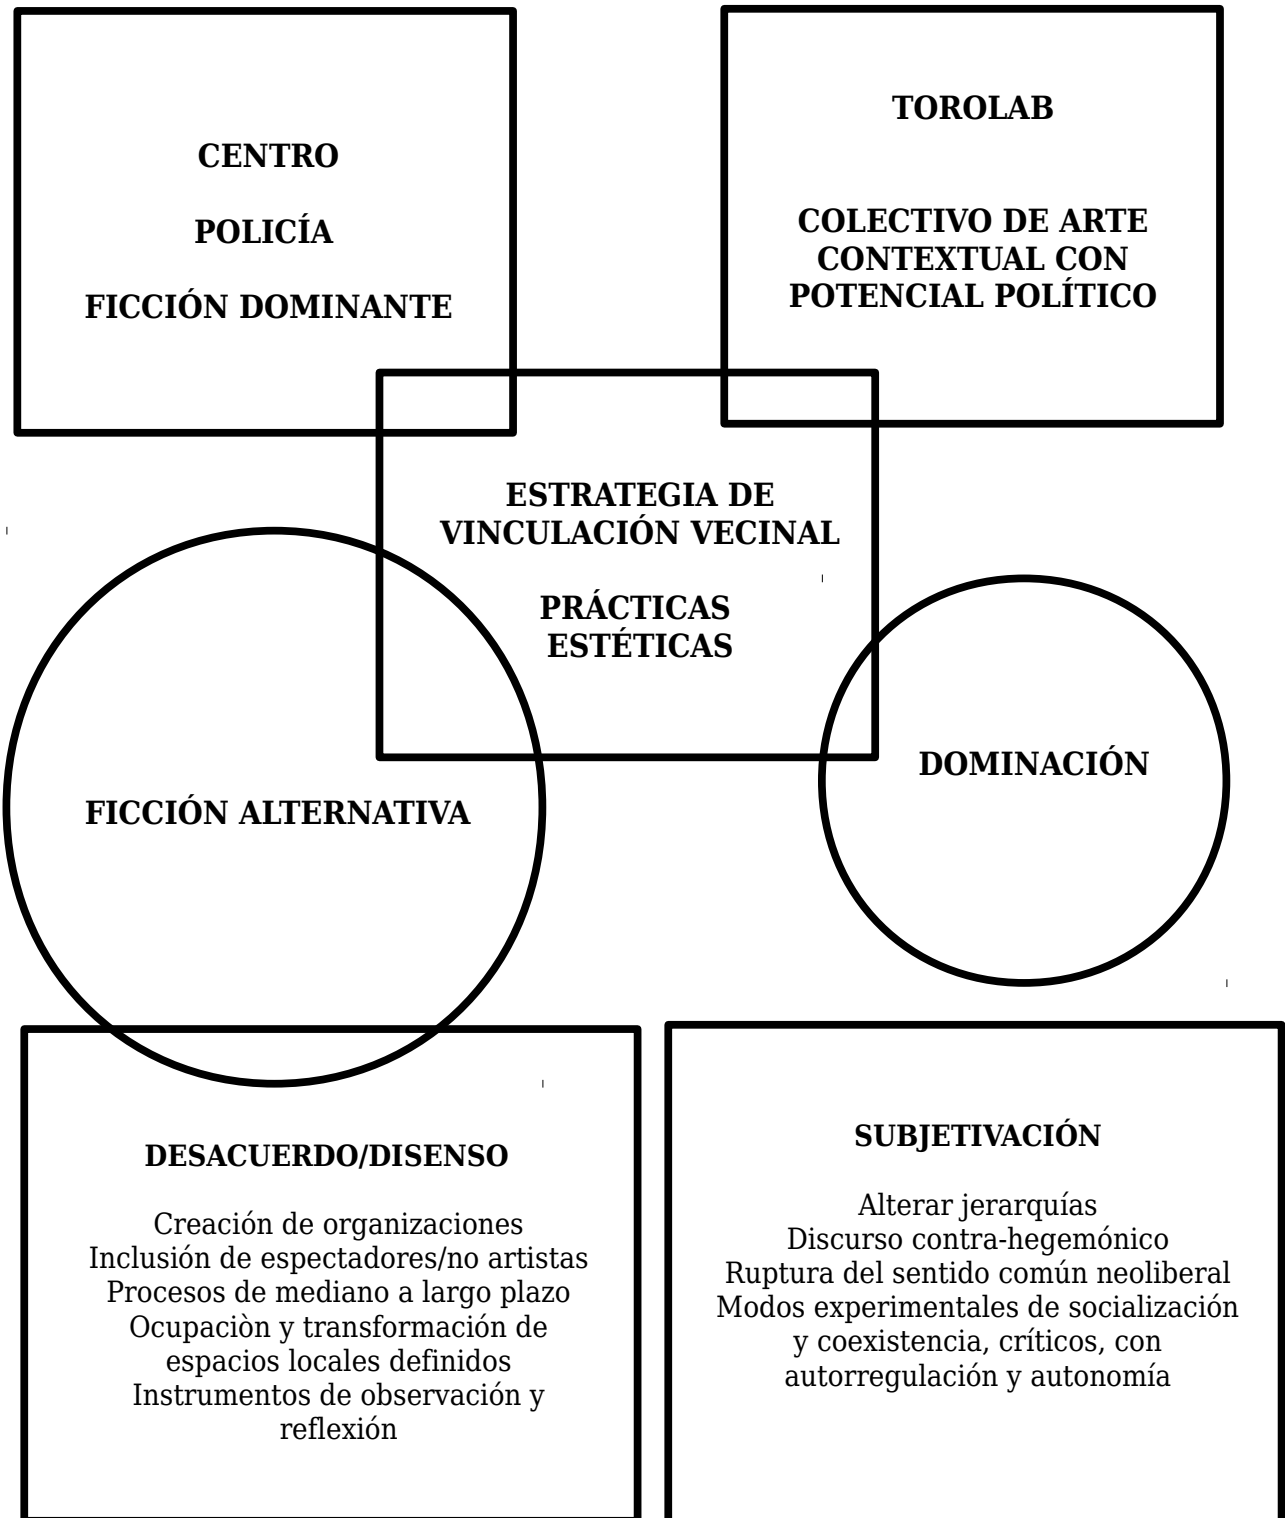 CENTRO
POLICÍA
FICCIÓN DOMINANTE
TOROLAB
COLECTIVO DE ARTE
CONTEXTUAL CON
POTENCIAL POLÍTICO
ESTRATEGIA DE
VINCULACIÓN VECINAL
PRÁCTICAS
ESTÉTICAS
FICCIÓN ALTERNATIVA
DOMINACIÓN
DESACUERDO/DISENSO
Creación de organizaciones
Inclusión de espectadores/no artistas
Procesos de mediano a largo plazo
Ocupaciòn y transformación de
espacios locales definidos
Instrumentos de observación y
reflexión
SUBJETIVACIÓN
Alterar jerarquías
Discurso contra-hegemónico
Ruptura del sentido común neoliberal
Modos experimentales de socialización
y coexistencia, críticos, con
autorregulación y autonomía